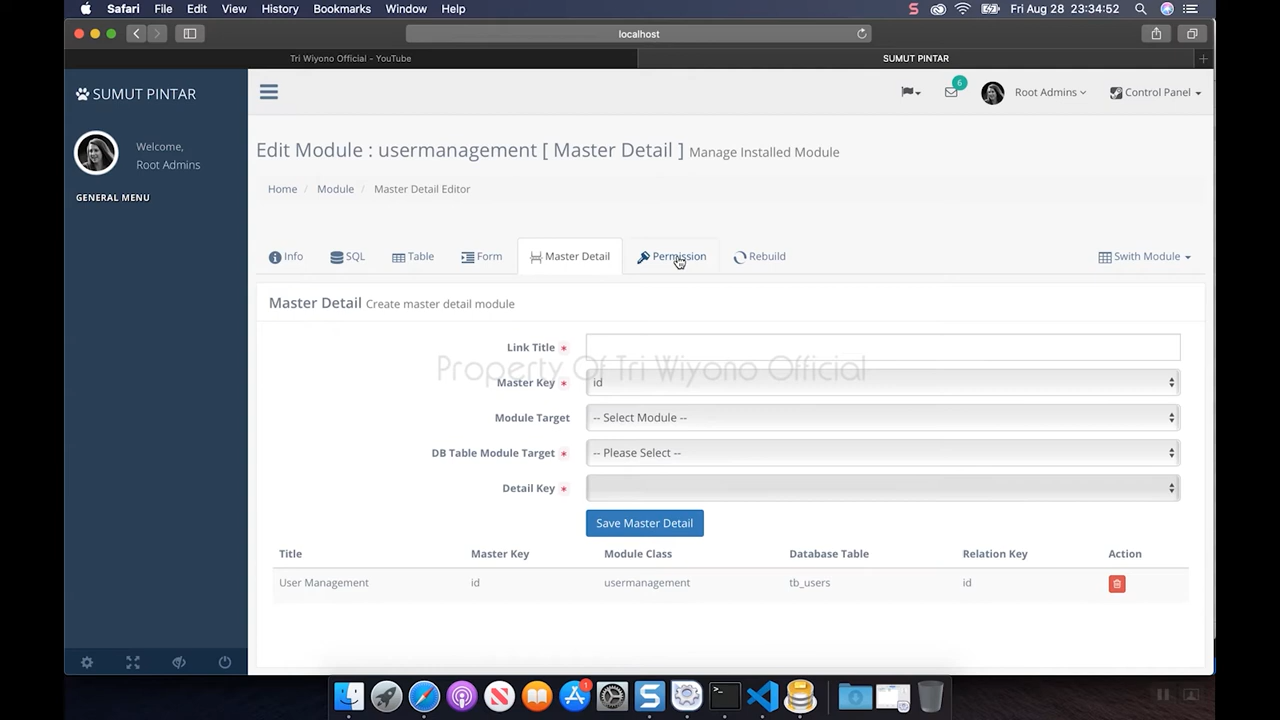 Safari File Edit View History Bookmarks Window Help Fri Aug 28 23:34:52
localhost
Tri Wiyono Official - YouTube SUMUT PINTAR
SUMUT PINTAR 6 Root Admins Control Panel
Welcome,
Root Admins
GENERAL MENU
Edit Module : usermanagement [ Master Detail ] Manage Installed Module
Home / Module / Master Detail Editor
Info SQL Table Form Master Detail Permission Rebuild Swith Module
Master Detail Create master detail module
Link Title *
Property Of Tri Wiyono Official
Master Key * id
Module Target -- Select Module --
DB Table Module Target * -- Please Select --
Detail Key *
Save Master Detail
Title Master Key Module Class Database Table Relation Key Action
User Management id usermanagement tb_users id
1